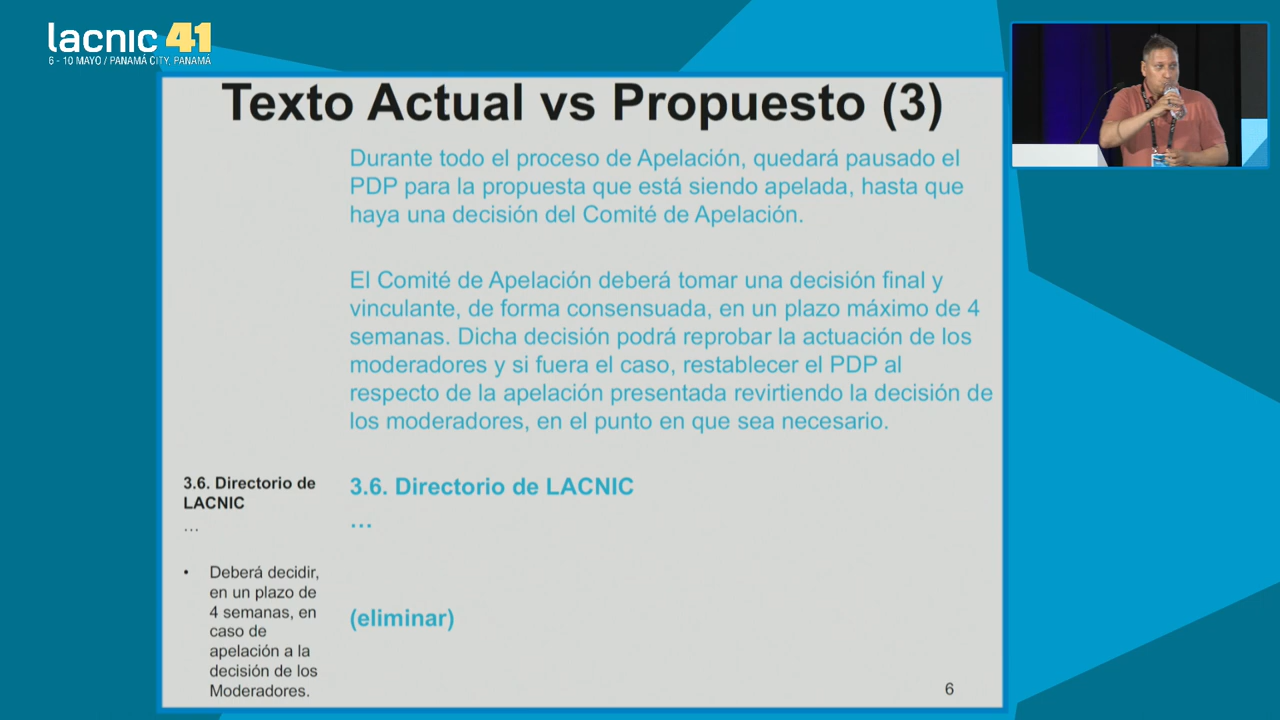 lacnic 41
6 - 10 MAYO / PANAMÁ CITY, PANAMÁ
Texto Actual vs Propuesto (3)
Durante todo el proceso de Apelación, quedará pausado el
PDP para la propuesta que está siendo apelada, hasta que
haya una decisión del Comité de Apelación.
El Comité de Apelación deberá tomar una decisión final y
vinculante, de forma consensuada, en un plazo máximo de 4
semanas. Dicha decisión podrá reprobar la actuación de los
moderadores y si fuera el caso, restablecer el PDP al
respecto de la apelación presentada revirtiendo la decisión de
los moderadores, en el punto en que sea necesario.
3.6. Directorio de
LACNIC
…
• Deberá decidir,
en un plazo de
4 semanas, en
caso de
apelación a la
decisión de los
Moderadores.
3.6. Directorio de LACNIC
…
(eliminar)
6